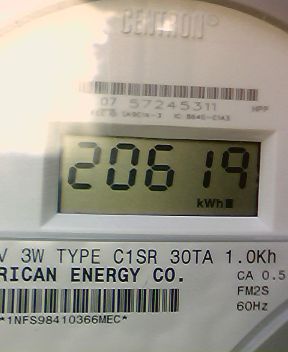 CENTRON®
07 57245311 HPP
20619
kWh
V 3W TYPE C1SR 30TA 1.0Kh
RICAN ENERGY CO. CA 0.5
FM2S
*1NFS98410366MEC* 60Hz